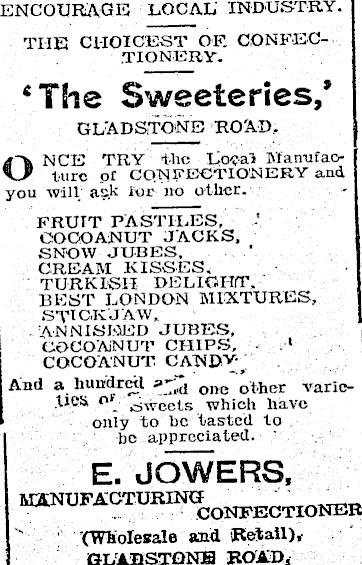 ENCOURAGE LOCAL INDUSTRY.
THE CHOICEST OF CONFEC-
TIONERY.
'The Sweeteries,'
GLADSTONE ROAD.
ONCE TRY the Local Manufac-
ture of CONFECTIONERY and
you will ask for no other.
FRUIT PASTILES,
COCOANUT JACKS,
SNOW JUBES,
CREAM KISSES,
TURKISH DELIGHT,
BEST LONDON MIXTURES,
STICKJAW,
ANNISEED JUBES,
COCOANUT CHIPS,
COCOANUT CANDY
And a hundred and one other varie-
ties of Sweets which have
only to be tasted to
be appreciated.
E. JOWERS,
MANUFACTURING
CONFECTIONER
(Wholesale and Retail),
GLADSTONE ROAD,